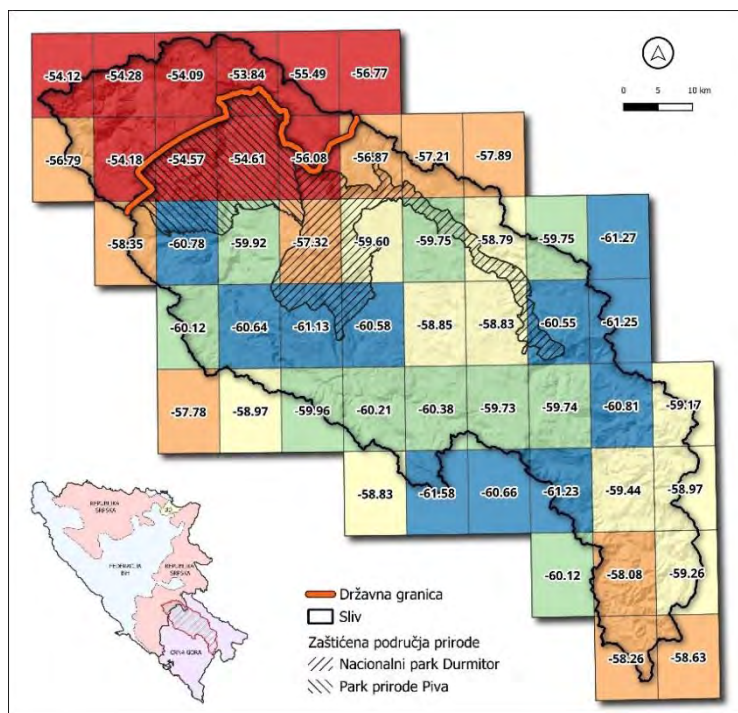 -54.12 -54.28 -54.09 -53.84 -55.49 -56.77
0 5 10 km
-56.79 -54.18 -54.57 -54.61 -56.08 -56.87 -57.21 -57.89
-58.35 -60.78 -59.92 -57.32 -59.60 -59.75 -58.79 -59.75 -61.27
-60.12 -60.64 -61.13 -60.58 -58.85 -58.83 -60.55 -61.25
-57.78 -58.97 -59.96 -60.21 -60.38 -59.73 -59.74 -60.81 -59.17
-58.83 -61.58 -60.66 -61.23 -59.44 -58.97
-60.12 -58.08 -59.26
-58.26 -58.63
REPUBLIKA
SRPSKA
FEDERACIJA
BIH
REPUBLIKA
SRPSKA
CRNA GORA
Državna granica
Sliv
Zaštićena područja prirode
Nacionalni park Durmitor
Park prirode Piva